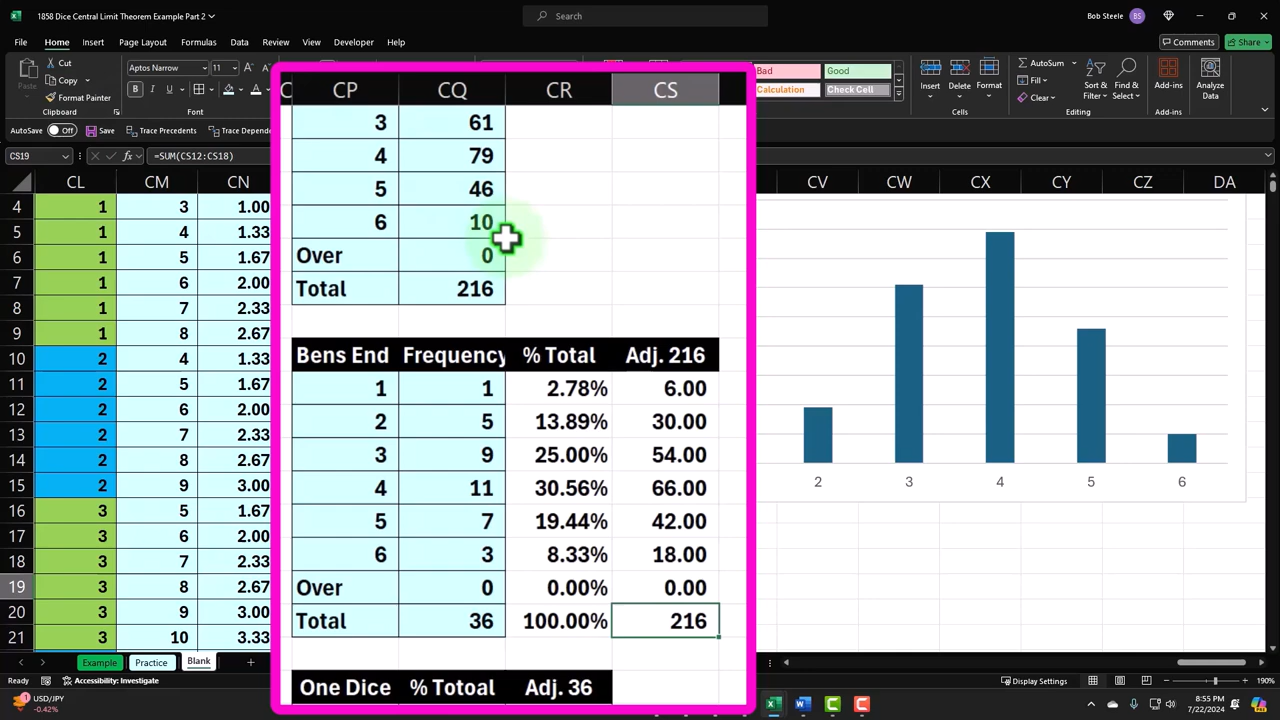 1858 Dice Central Limit Theorem Example Part 2
Search
Bob Steele BS
File Home Insert Page Layout Formulas Data Review View Developer Help
Comments Share
Cut
Copy
Format Painter
Paste
Clipboard
Aptos Narrow 11
B I U
Bad Good
Calculation Check Cell
Insert Delete Format
Cells
AutoSum
Fill
Clear
Sort & Find &
Filter Select
Editing
Add-ins
Add-ins
Analyze
Data
AutoSave Off Save Trace Precedents Trace Depende
CS19 fx =SUM(CS12:CS18)
CL CM CN
4 1 3 1.00
5 1 4 1.33
6 1 5 1.67
7 1 6 2.00
8 1 7 2.33
9 1 8 2.67
10 2 4 1.33
11 2 5 1.67
12 2 6 2.00
13 2 7 2.33
14 2 8 2.67
15 2 9 3.00
16 3 5 1.67
17 3 6 2.00
18 3 7 2.33
19 3 8 2.67
20 3 9 3.00
21 3 10 3.33
C CP CQ CR CS
3 61
4 79
5 46
6 10
Over 0
Total 216
Bens End Frequency % Total Adj. 216
1 1 2.78% 6.00
2 5 13.89% 30.00
3 9 25.00% 54.00
4 11 30.56% 66.00
5 7 19.44% 42.00
6 3 8.33% 18.00
Over 0 0.00% 0.00
Total 36 100.00% 216
One Dice % Totoal Adj. 36
CV CW CX CY CZ DA
2 3 4 5 6
Example Practice Blank
Ready Accessibility: Investigate
Display Settings 190%
USD/JPY
-0.42%
8:55 PM
7/22/2024